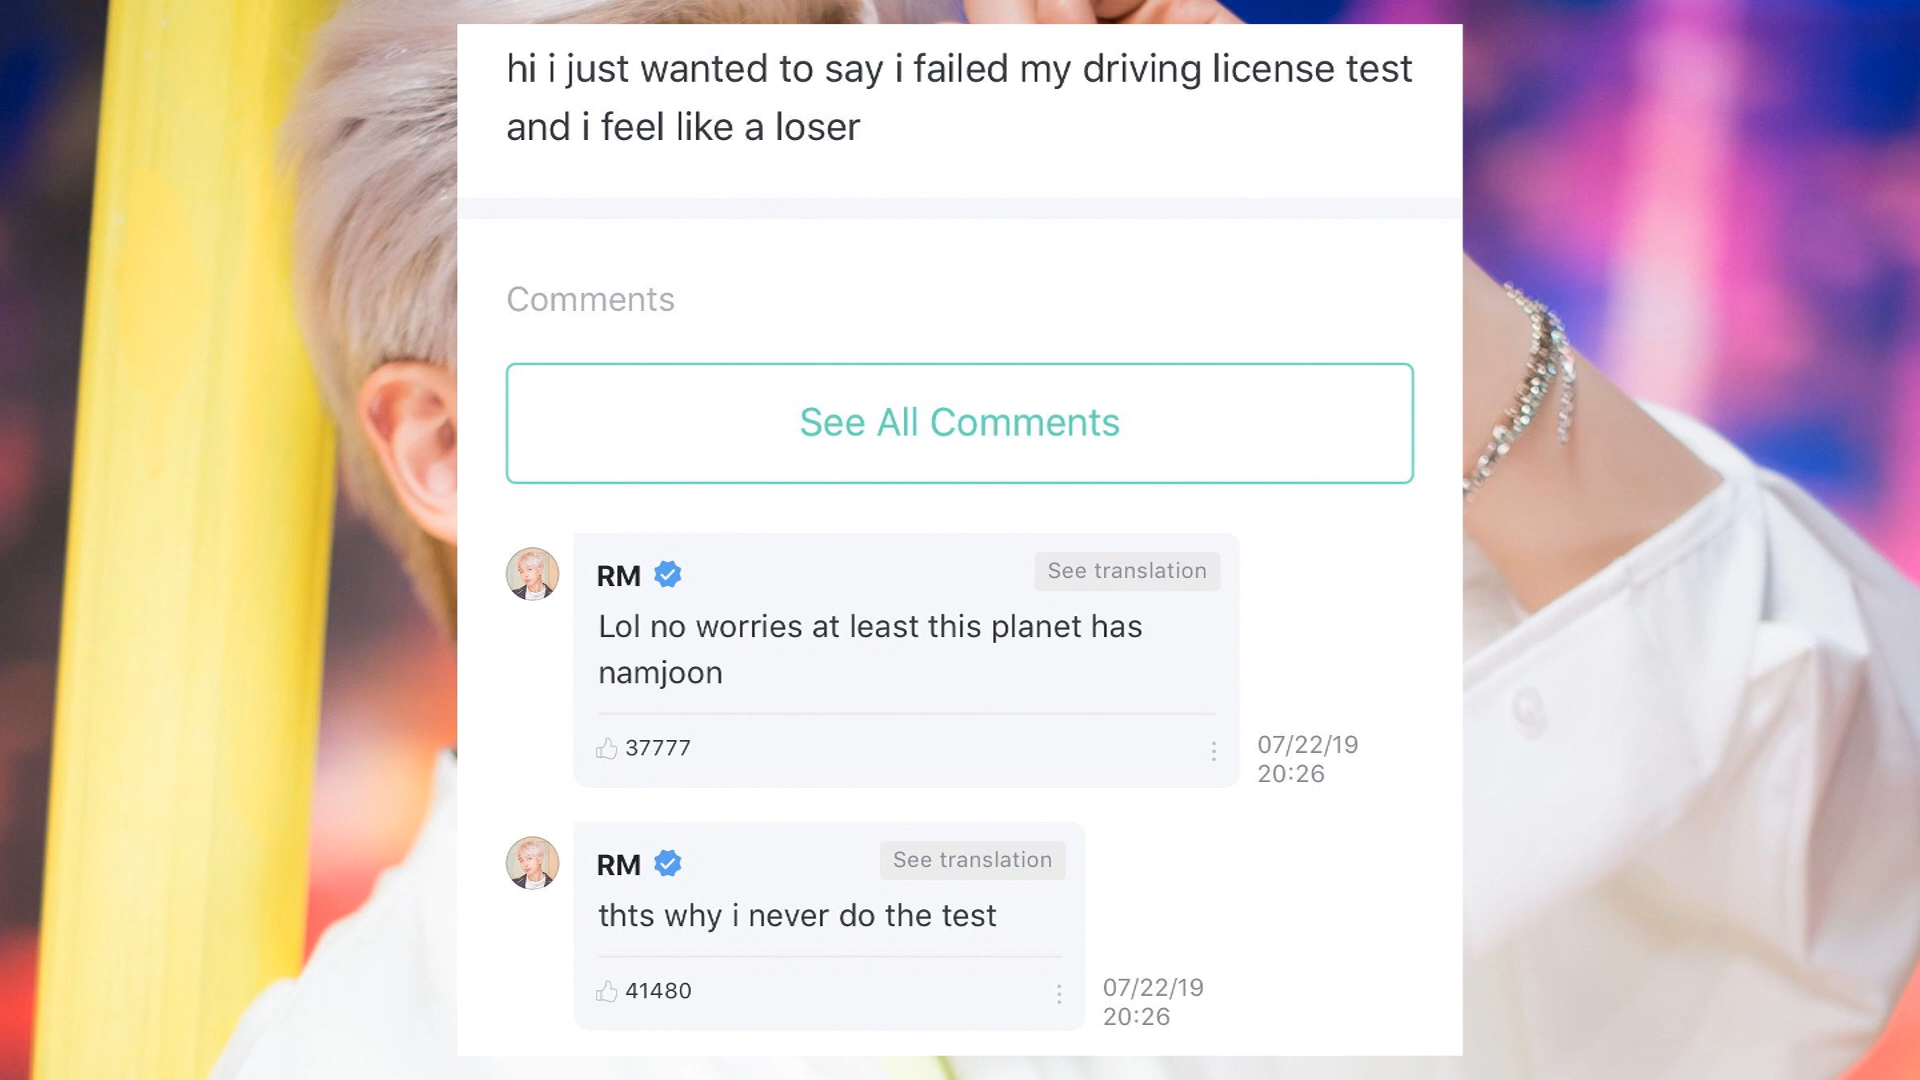 hi i just wanted to say i failed my driving license test
and i feel like a loser
Comments
See All Comments
RM
See translation
Lol no worries at least this planet has
namjoon
37777
07/22/19
20:26
RM
See translation
thts why i never do the test
41480
07/22/19
20:26